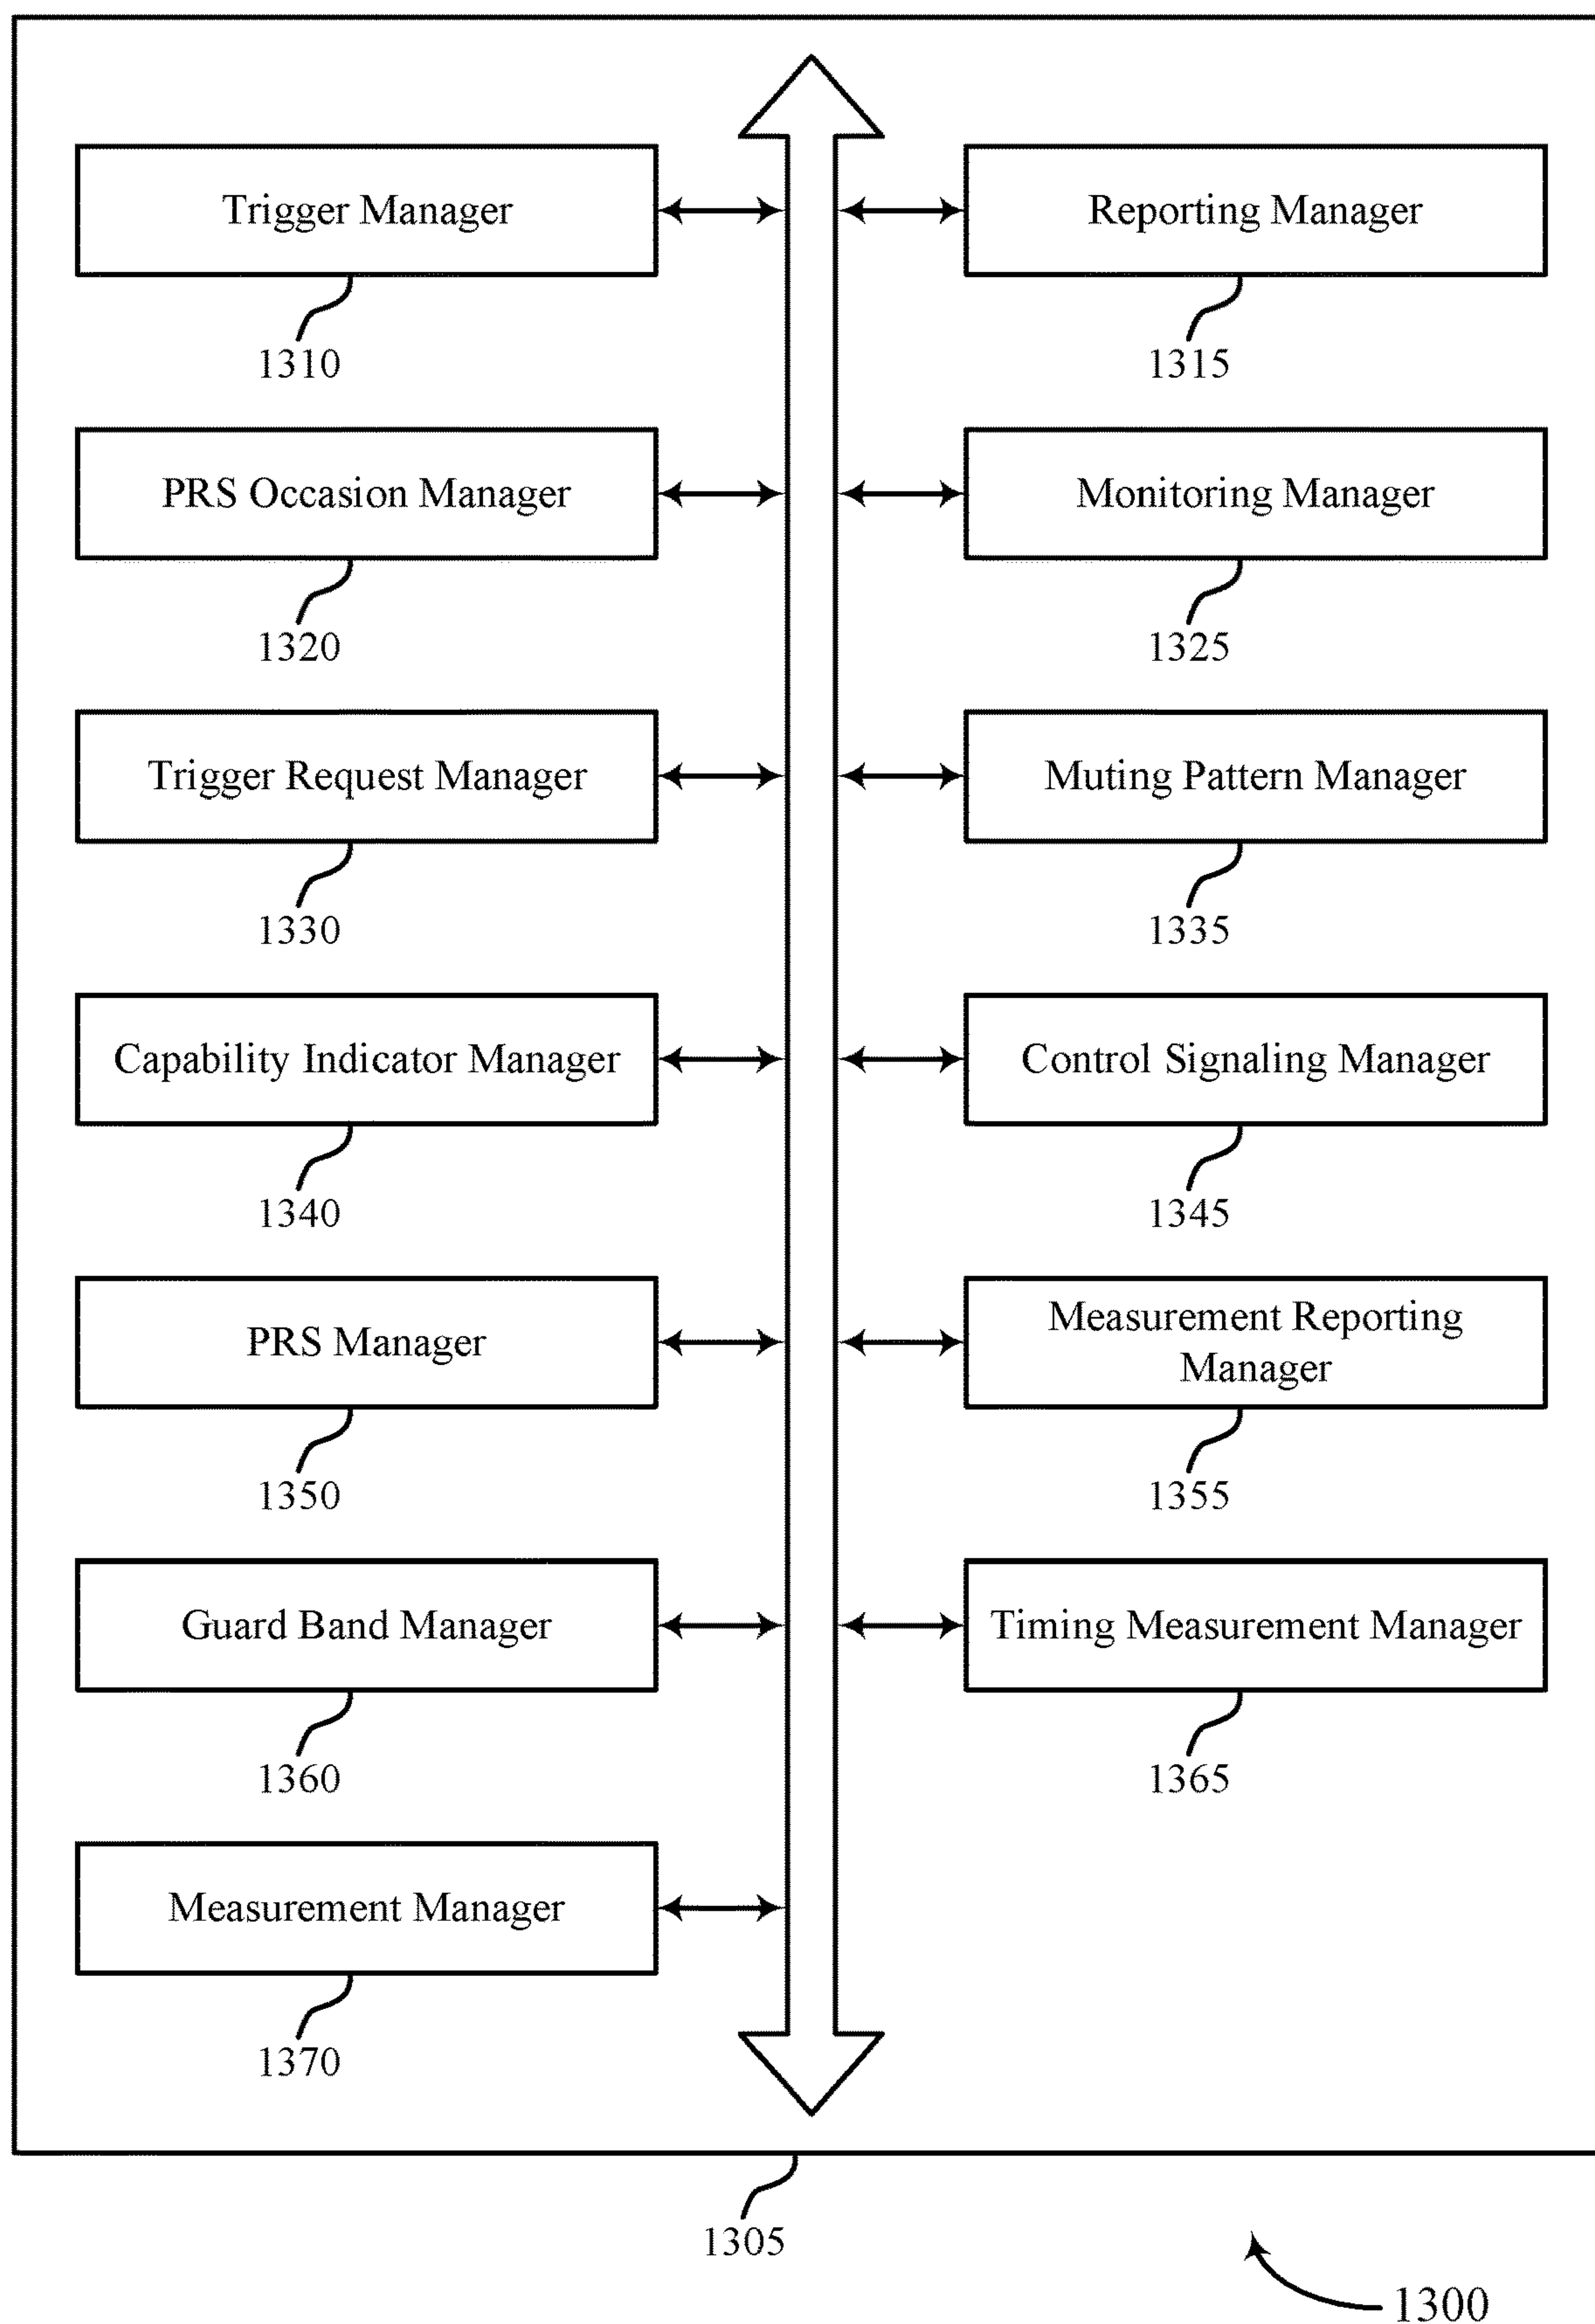 Trigger Manager
Reporting Manager
1310
1315
PRS Occasion Manager
Monitoring Manager
1320
1325
Trigger Request Manager
Muting Pattern Manager
1330
1335
Capability Indicator Manager
Control Signaling Manager
1340
1345
PRS Manager
Measurement Reporting
Manager
1350
1355
Guard Band Manager
Timing Measurement Manager
1360
1365
Measurement Manager
1370
1305
1300